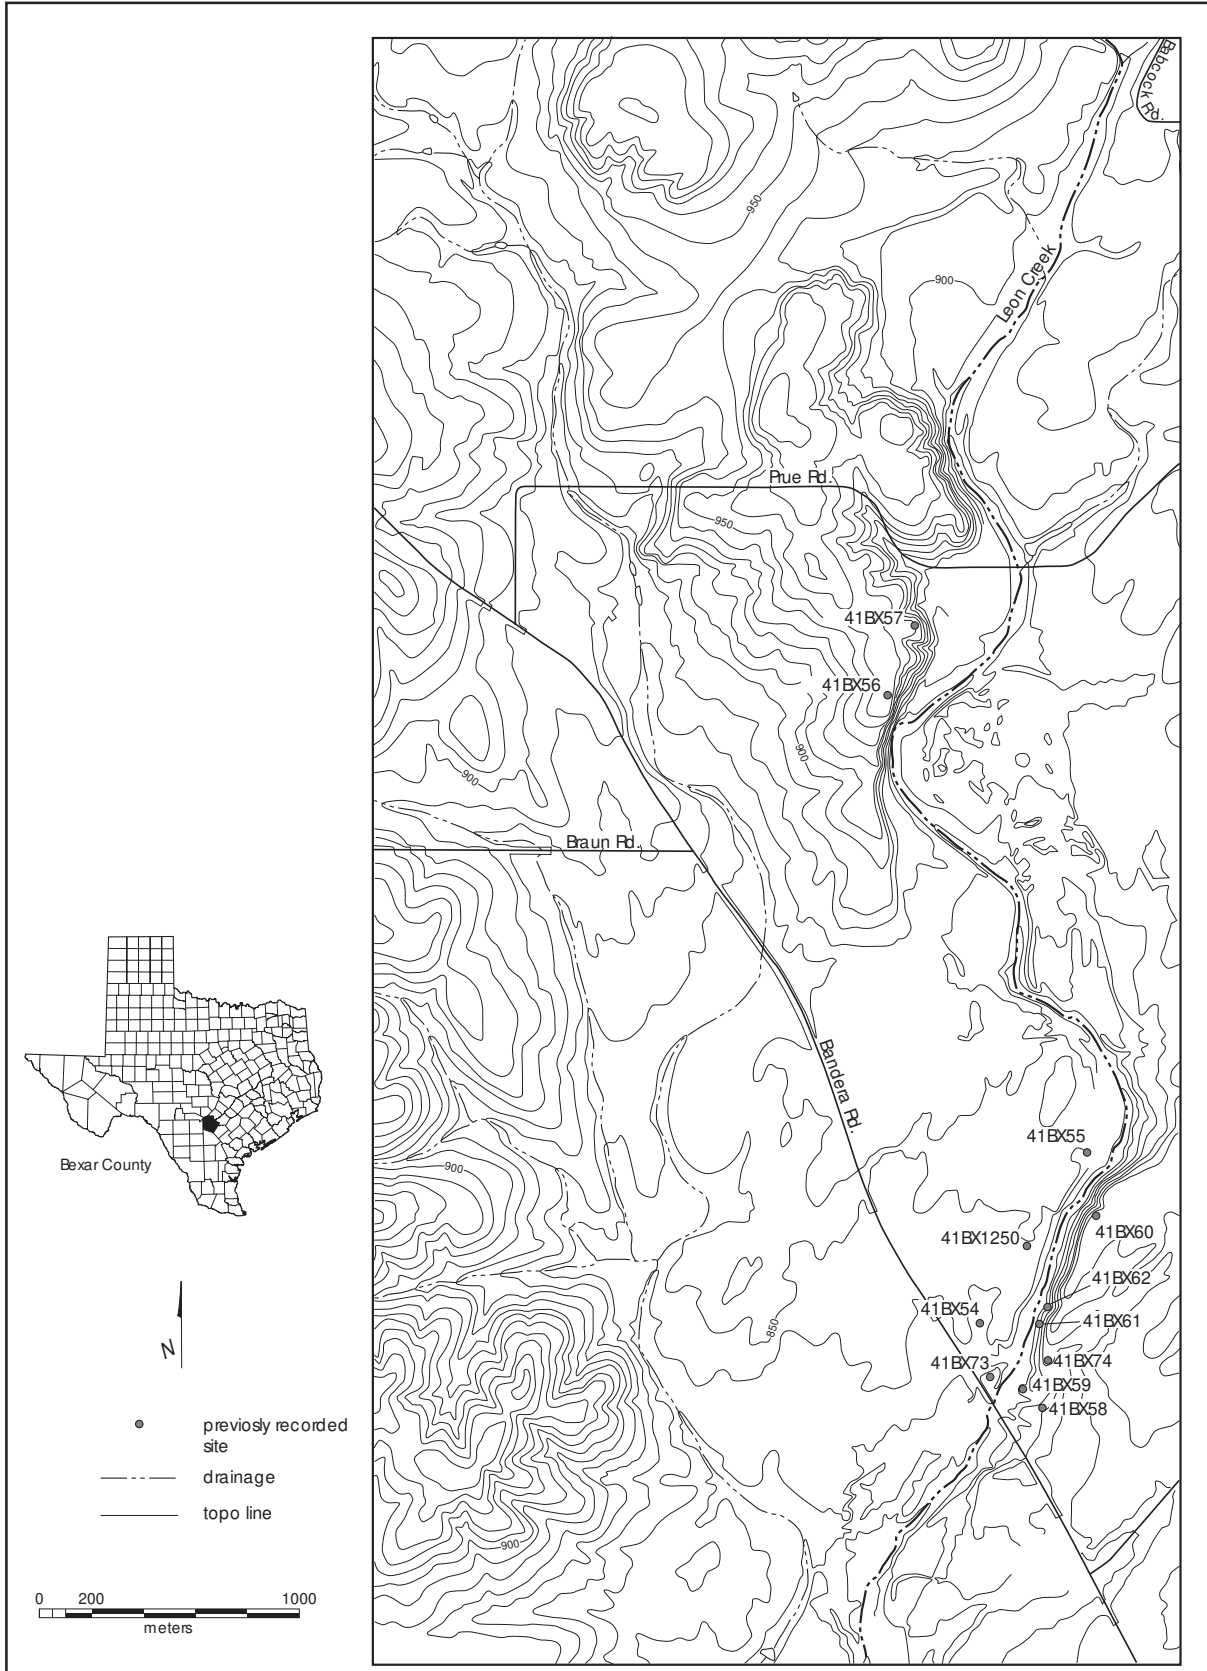 Babcock Rd.
950
900
Leon Creek
Prue Rd.
950
41BX57
41BX56
900
900
Braun Rd.
Bandera Rd.
41BX55
Bexar County
900
41BX60
41BX1250
41BX62
41BX54
41BX61
850
41BX74
41BX73
41BX59
41BX58
N
previosly recorded
site
drainage
topo line
900
0 200 1000
meters